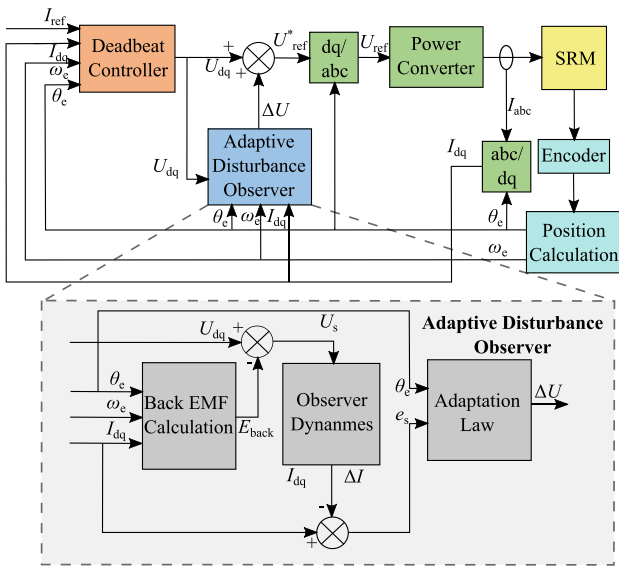 I_ref
I_dq
ω_e
θ_e
Deadbeat
Controller
U_dq
+
+
U*_ref
dq/
abc
U_ref
Power
Converter
SRM
I_abc
ΔU
U_dq
Adaptive
Disturbance
Observer
I_dq
abc/
dq
Encoder
θ_e
ω_e
I_dq
θ_e
Position
Calculation
ω_e
Adaptive Disturbance
Observer
U_dq
+
-
U_s
θ_e
ω_e
I_dq
Back EMF
Calculation
E_back
Observer
Dynanmes
θ_e
e_s
Adaptation
Law
ΔU
I_dq
ΔI
-
+